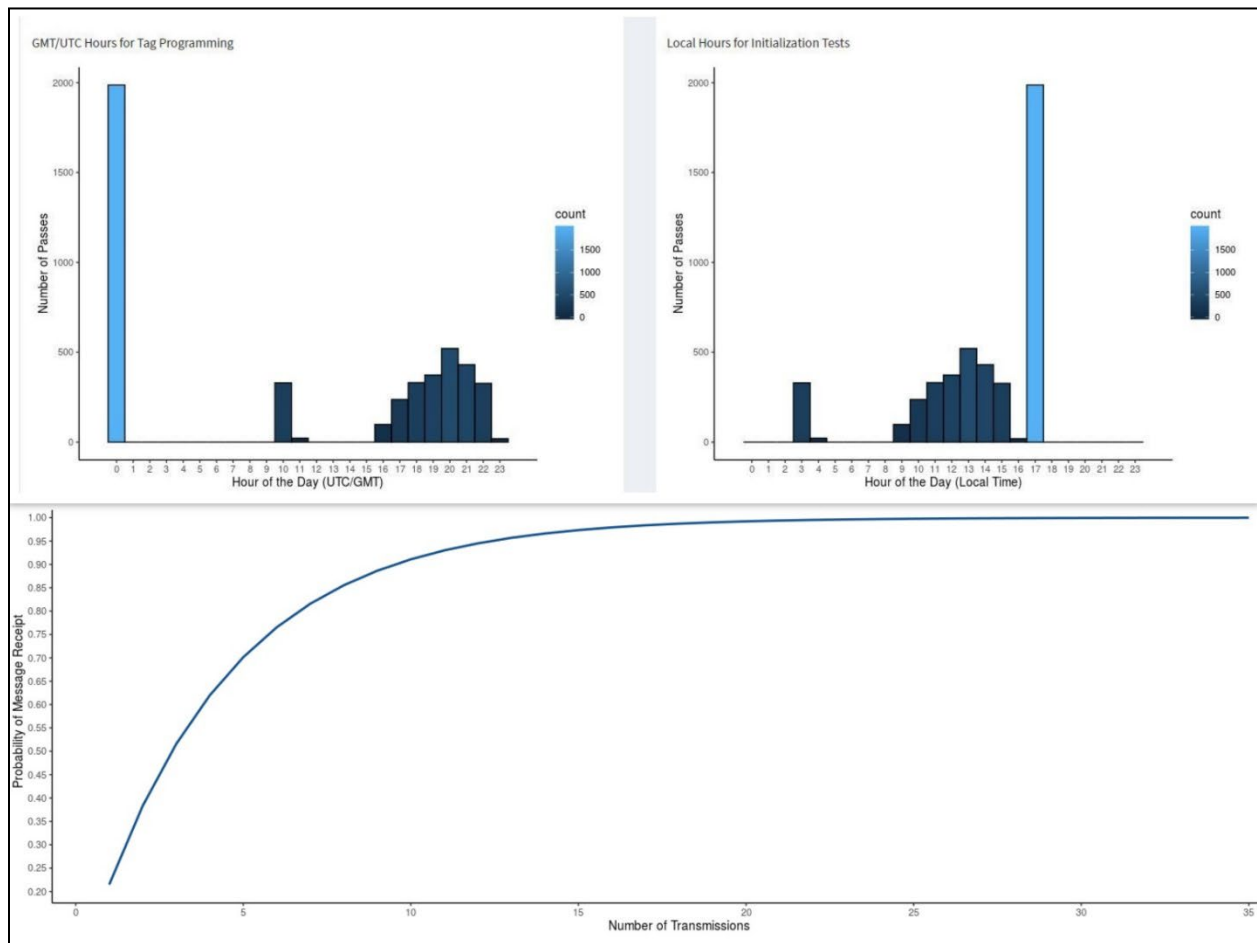 GMT/UTC Hours for Tag Programming
2000
1500
1000
500
0
Number of Passes
0 1 2 3 4 5 6 7 8 9 10 11 12 13 14 15 16 17 18 19 20 21 22 23
Hour of the Day (UTC/GMT)
count
1500
1000
500
0
Local Hours for Initialization Tests
2000
1500
1000
500
0
Number of Passes
0 1 2 3 4 5 6 7 8 9 10 11 12 13 14 15 16 17 18 19 20 21 22 23
Hour of the Day (Local Time)
count
1500
1000
500
0
1.00
0.95
0.90
0.85
0.80
0.75
0.70
0.65
0.60
0.55
0.50
0.45
0.40
0.35
0.30
0.25
0.20
Probability of Message Receipt
0 5 10 15 20 25 30 35
Number of Transmissions